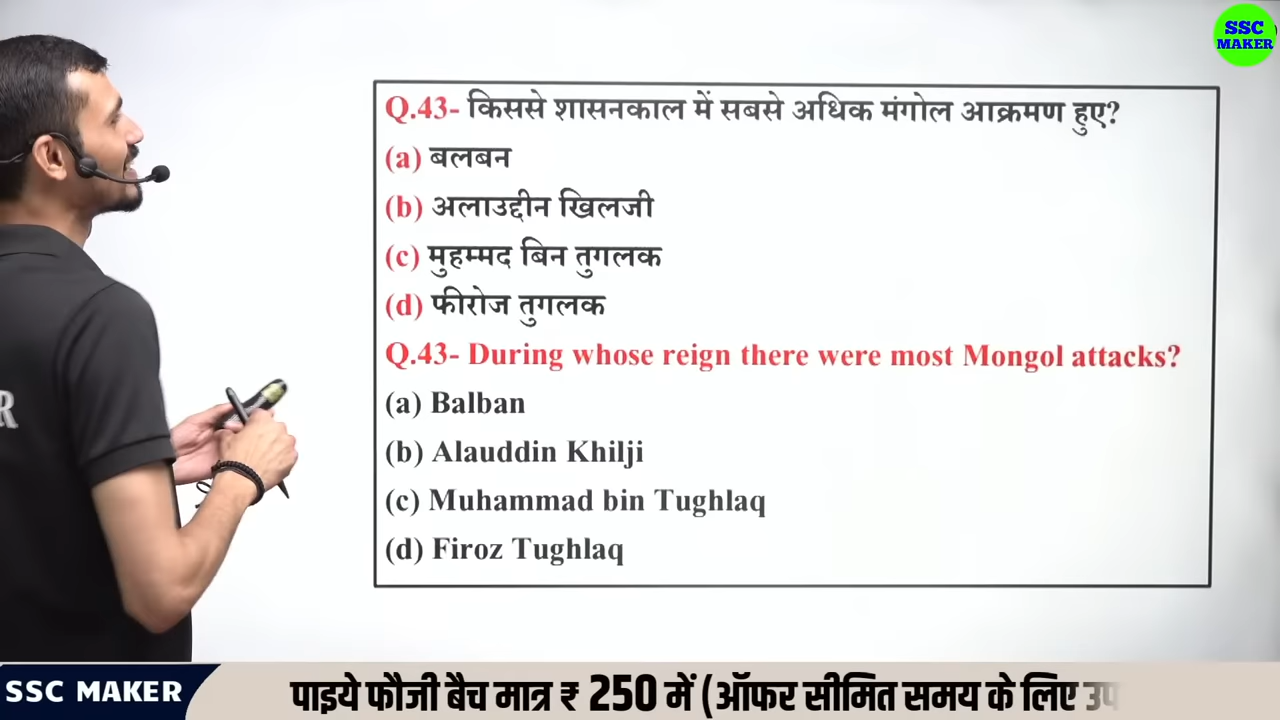 SSC
MAKER
Q.43- किससे शासनकाल में सबसे अधिक मंगोल आक्रमण हुए?
(a) बलबन
(b) अलाउद्दीन खिलजी
(c) मुहम्मद बिन तुगलक
(d) फीरोज तुगलक
Q.43- During whose reign there were most Mongol attacks?
(a) Balban
(b) Alauddin Khilji
(c) Muhammad bin Tughlaq
(d) Firoz Tughlaq
R
SSC MAKER
पाइये फौजी बैच मात्र ₹ 250 में (ऑफर सीमित समय के लिए